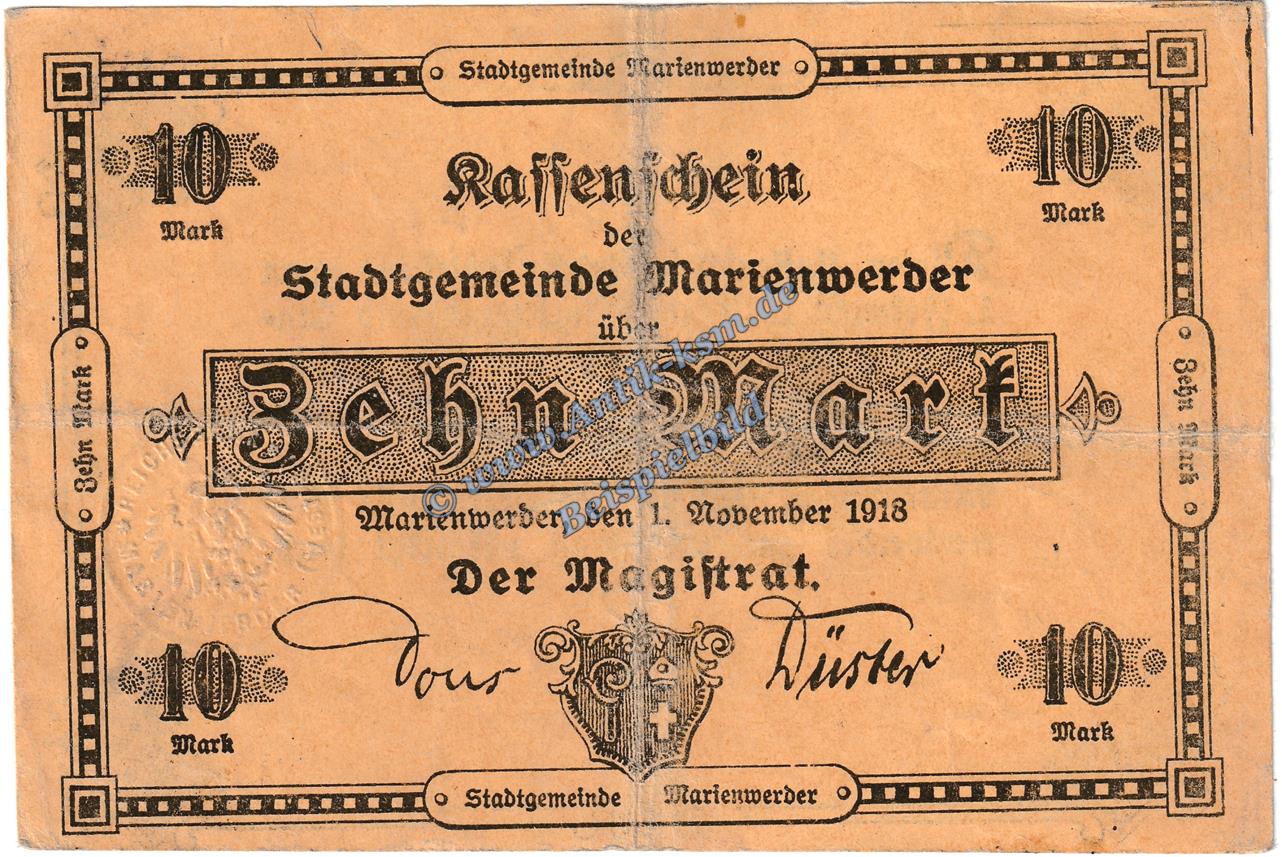 Stadtgemeinde Marienwerder
10
Mark
10
Mark
Kassenschein
der
Stadtgemeinde Marienwerder
über
Zehn Mark
Zehn Mark
Zehn Mark
© www.Antik-ksm.de
Beispielbild
Marienwerder, den 1. November 1918
Der Magistrat.
Düster
10
Mark
10
Mark
Stadtgemeinde Marienwerder